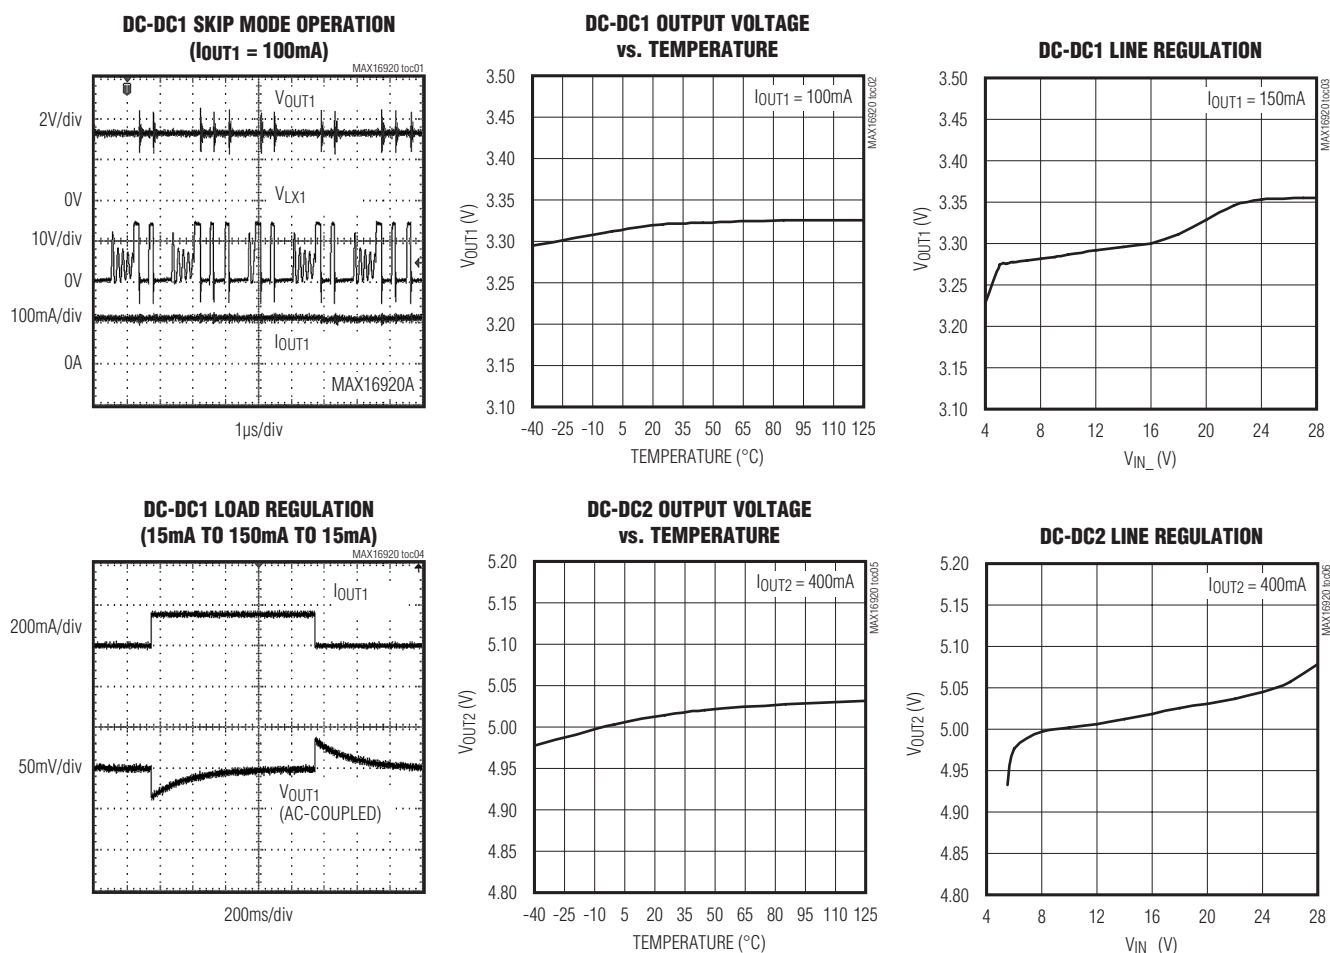 DC-DC1 SKIP MODE OPERATION
(IOUT1 = 100mA)
MAX16920 toc01
VOUT1
2V/div
0V
VLX1
10V/div
0V
100mA/div
IOUT1
0A
MAX16920A
1µs/div
DC-DC1 OUTPUT VOLTAGE
vs. TEMPERATURE
MAX16920 toc02
IOUT1 = 100mA
VOUT1 (V)
3.50
3.45
3.40
3.35
3.30
3.25
3.20
3.15
3.10
-40 -25 -10 5 20 35 50 65 80 95 110 125
TEMPERATURE (°C)
DC-DC1 LINE REGULATION
MAX16920 toc03
IOUT1 = 150mA
VOUT1 (V)
3.50
3.45
3.40
3.35
3.30
3.25
3.20
3.15
3.10
4 8 12 16 20 24 28
VIN_ (V)
DC-DC1 LOAD REGULATION
(15mA TO 150mA TO 15mA)
MAX16920 toc04
IOUT1
200mA/div
50mV/div
VOUT1
(AC-COUPLED)
200ms/div
DC-DC2 OUTPUT VOLTAGE
vs. TEMPERATURE
MAX16920 toc05
IOUT2 = 400mA
VOUT2 (V)
5.20
5.15
5.10
5.05
5.00
4.95
4.90
4.85
4.80
-40 -25 -10 5 20 35 50 65 80 95 110 125
TEMPERATURE (°C)
DC-DC2 LINE REGULATION
MAX16920 toc06
IOUT2 = 400mA
VOUT2 (V)
5.20
5.15
5.10
5.05
5.00
4.95
4.90
4.85
4.80
4 8 12 16 20 24 28
VIN_ (V)